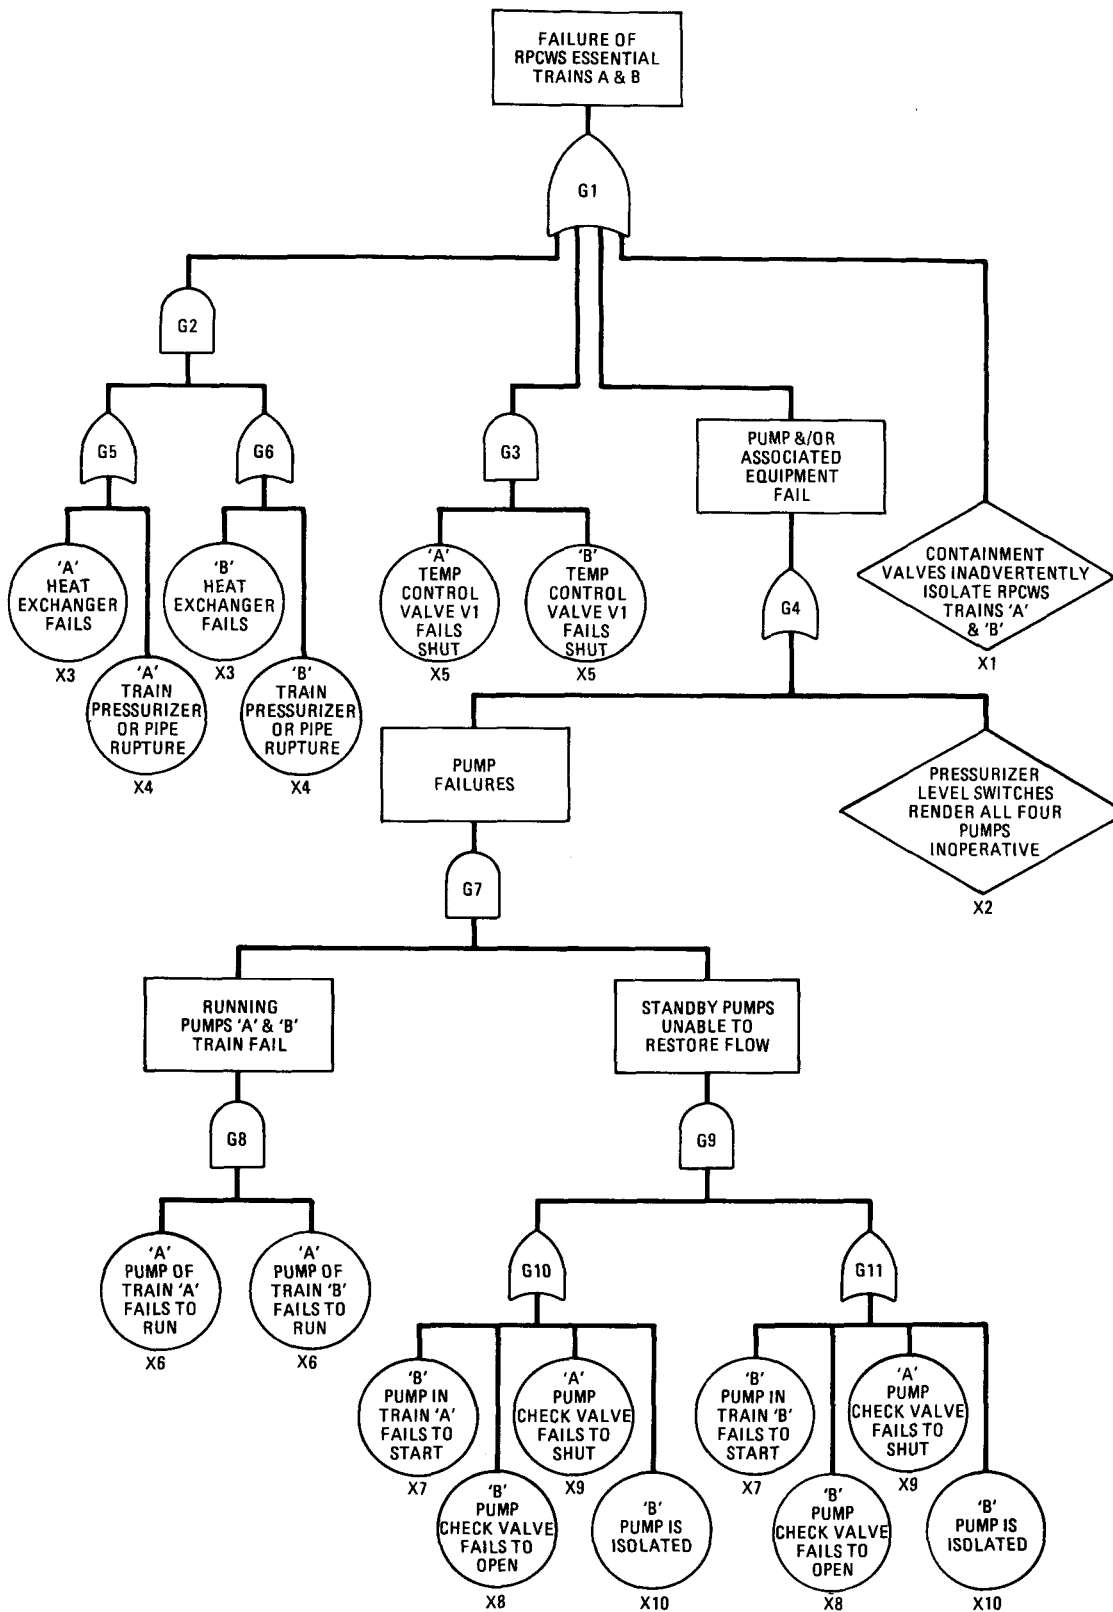 FAILURE OF
RPCWS ESSENTIAL
TRAINS A & B
G1
G2
G5
G6
G3
PUMP &/OR
ASSOCIATED
EQUIPMENT
FAIL
G4
'A'
HEAT
EXCHANGER
FAILS
X3
'A'
TRAIN
PRESSURIZER
OR PIPE
RUPTURE
X4
'B'
HEAT
EXCHANGER
FAILS
X3
'B'
TRAIN
PRESSURIZER
OR PIPE
RUPTURE
X4
'A'
TEMP
CONTROL
VALVE V1
FAILS
SHUT
X5
'B'
TEMP
CONTROL
VALVE V1
FAILS
SHUT
X5
CONTAINMENT
VALVES INADVERTENTLY
ISOLATE RPCWS
TRAINS 'A'
& 'B'
X1
PUMP
FAILURES
PRESSURIZER
LEVEL SWITCHES
RENDER ALL FOUR
PUMPS
INOPERATIVE
X2
G7
RUNNING
PUMPS 'A' & 'B'
TRAIN FAIL
STANDBY PUMPS
UNABLE TO
RESTORE FLOW
G8
G9
'A'
PUMP OF
TRAIN 'A'
FAILS TO
RUN
X6
'A'
PUMP OF
TRAIN 'B'
FAILS TO
RUN
X6
G10
G11
'B'
PUMP IN
TRAIN 'A'
FAILS TO
START
X7
'B'
PUMP
CHECK VALVE
FAILS TO
OPEN
X8
'A'
PUMP
CHECK VALVE
FAILS TO
SHUT
X9
'B'
PUMP IS
ISOLATED
X10
'B'
PUMP IN
TRAIN 'B'
FAILS TO
START
X7
'B'
PUMP
CHECK VALVE
FAILS TO
OPEN
X8
'A'
PUMP
CHECK VALVE
FAILS TO
SHUT
X9
'B'
PUMP IS
ISOLATED
X10